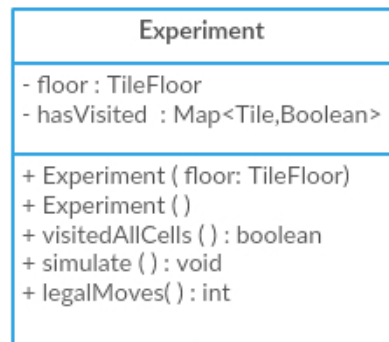 Experiment
- floor : TileFloor
- hasVisited : Map<Tile,Boolean>
+ Experiment ( floor: TileFloor)
+ Experiment ( )
+ visitedAllCells ( ) : boolean
+ simulate ( ) : void
+ legalMoves( ) : int